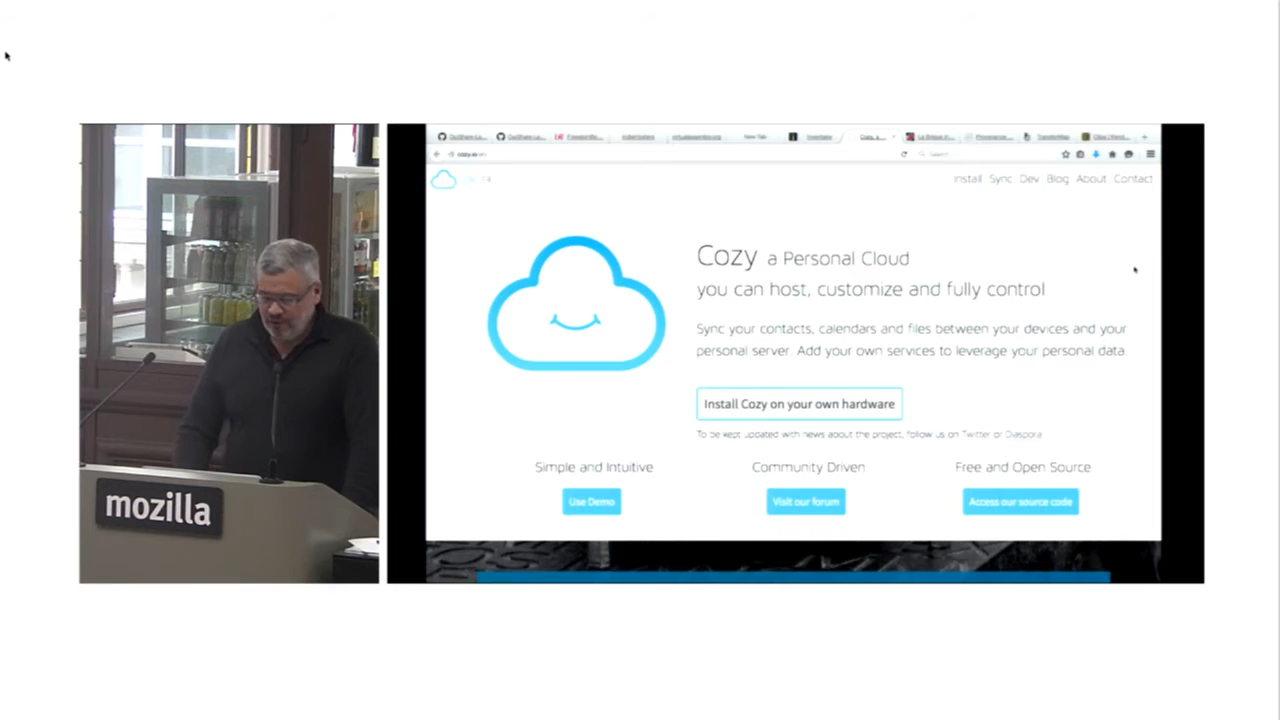 mozilla
New Tab
Install Sync Dev Blog About Contact
Cozy a Personal Cloud
you can host, customize and fully control
Sync your contacts, calendars and files between your devices and your
personal server. Add your own services to leverage your personal data.
Install Cozy on your own hardware
To be kept updated with news about the project, follow us on Twitter or Diaspora
Simple and Intuitive Community Driven Free and Open Source
Use Demo Visit our forum Access our source code